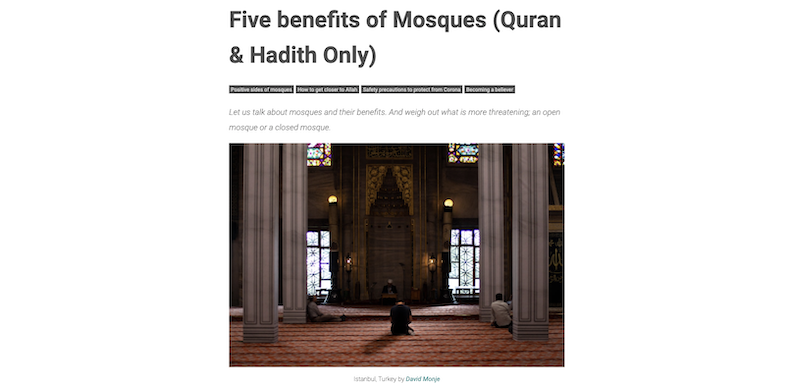 Five benefits of Mosques (Quran
& Hadith Only)
Positive sides of mosques How to get closer to Allah Safety precautions to protect from Corona Becoming a believer
Let us talk about mosques and their benefits. And weigh out what is more threatening; an open
mosque or a closed mosque.
Istanbul, Turkey by David Monje